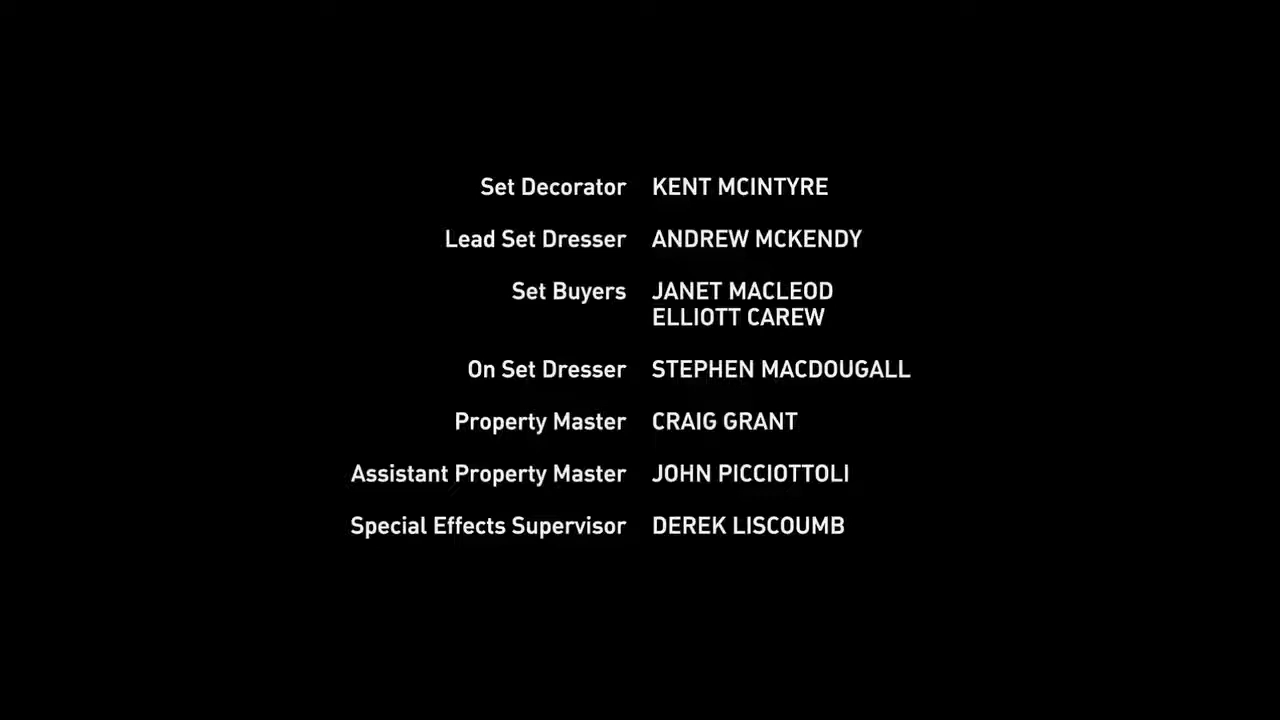 Set Decorator KENT MCINTYRE
Lead Set Dresser ANDREW MCKENDY
Set Buyers JANET MACLEOD
ELLIOTT CAREW
On Set Dresser STEPHEN MACDOUGALL
Property Master CRAIG GRANT
Assistant Property Master JOHN PICCIOTTOLI
Special Effects Supervisor DEREK LISCOUMB